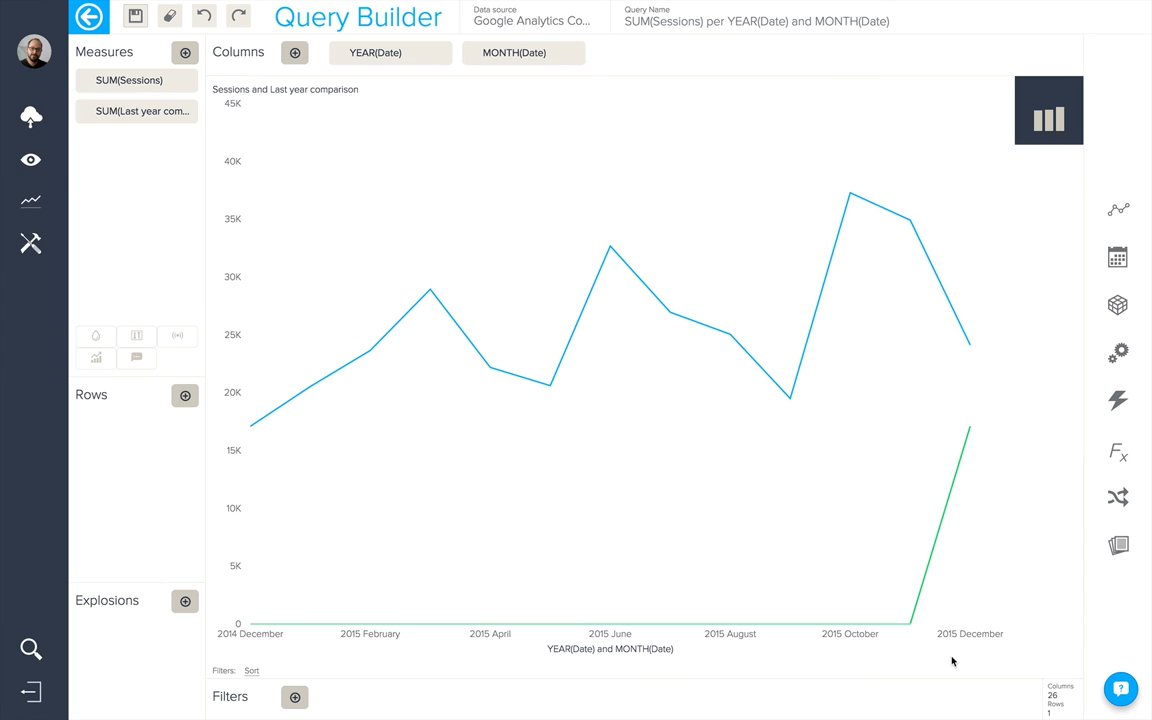 Query Builder
Data source
Google Analytics Co...
Query Name
SUM(Sessions) per YEAR(Date) and MONTH(Date)
Measures
SUM(Sessions)
SUM(Last year com...
Columns
YEAR(Date)
MONTH(Date)
Sessions and Last year comparison
45K
40K
35K
30K
25K
20K
15K
10K
5K
0
2014 December
2015 February
2015 April
2015 June
2015 August
2015 October
2015 December
YEAR(Date) and MONTH(Date)
Rows
Explosions
Filters: Sort
Filters
Columns
26
Rows
1
Fx